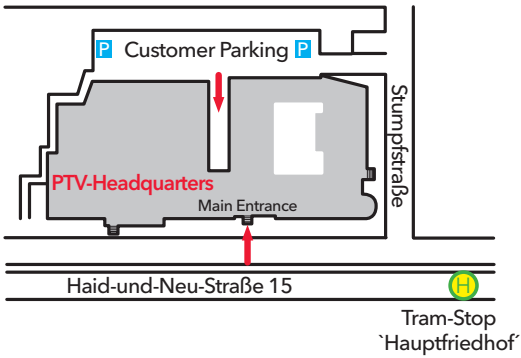 P Customer Parking P
Stumpfstraße
PTV-Headquarters
Main Entrance
Haid-und-Neu-Straße 15
H
Tram-Stop
`Hauptfriedhof´